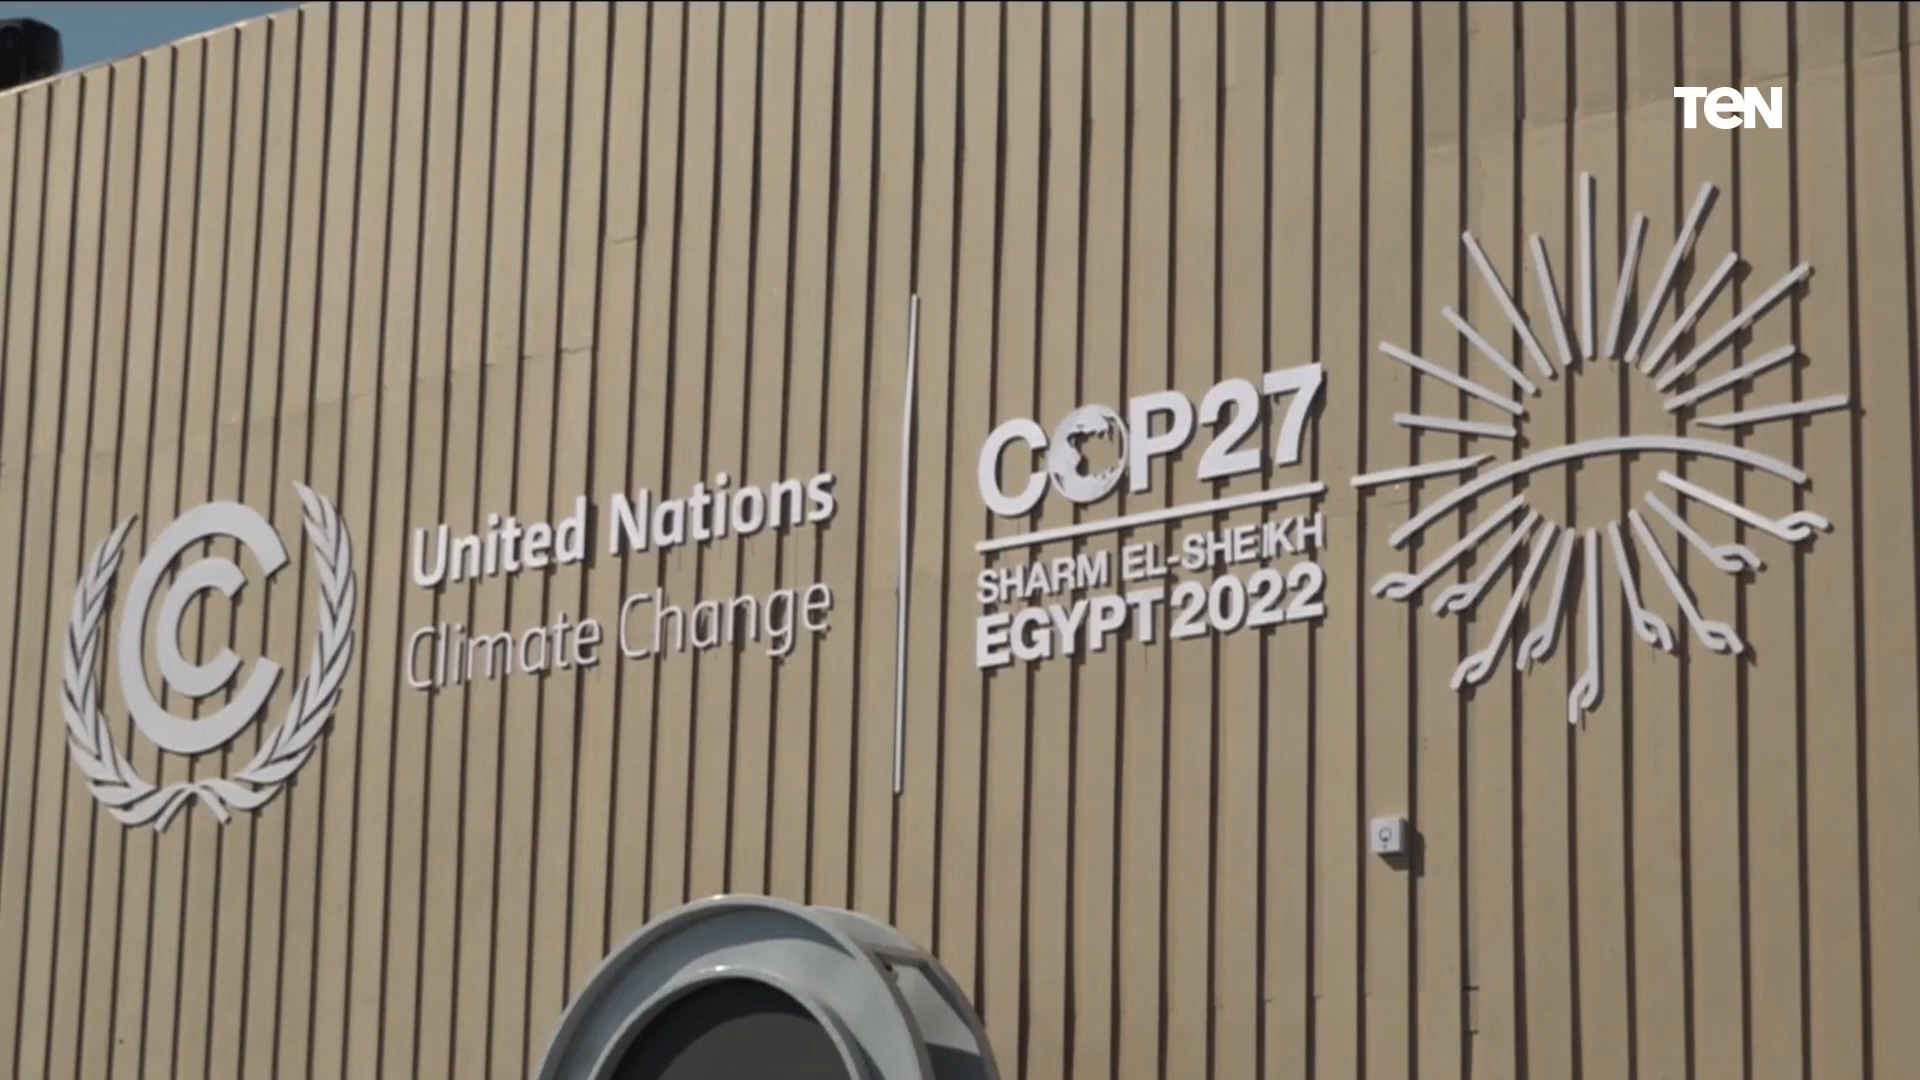 TeN
United Nations
Climate Change
COP27
SHARM EL-SHEIKH
EGYPT 2022